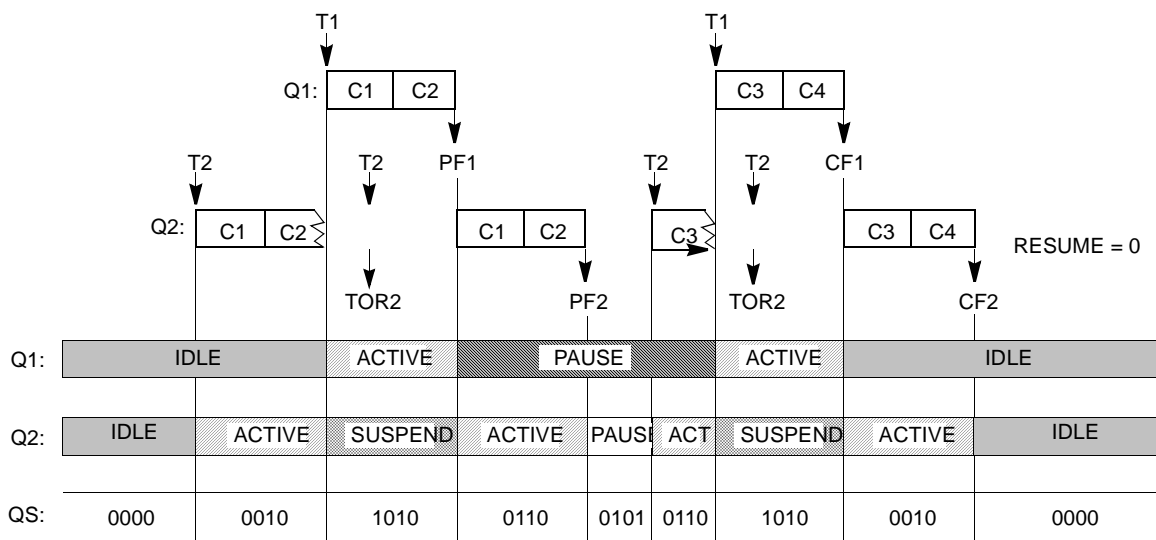 T1 T1
Q1: C1 C2 C3 C4
T2 T2 PF1 T2 T2 CF1
Q2: C1 C2 C1 C2 C3 C3 C4
RESUME = 0
TOR2 PF2 TOR2 CF2
Q1: IDLE ACTIVE PAUSE ACTIVE IDLE
Q2: IDLE ACTIVE SUSPEND ACTIVE PAUSE ACT SUSPEND ACTIVE IDLE
QS: 0000 0010 1010 0110 0101 0110 1010 0010 0000